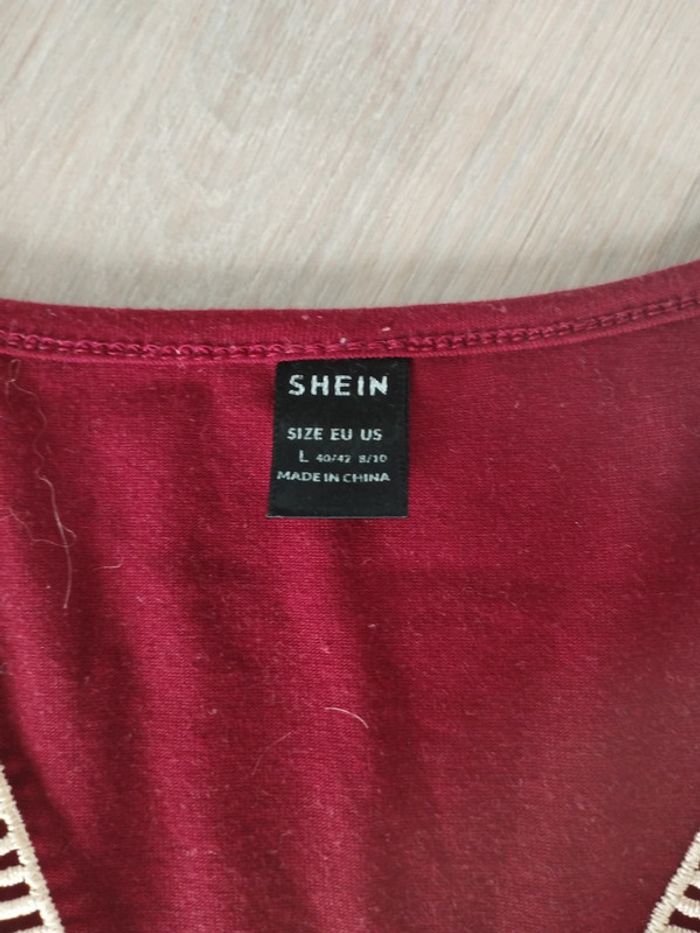 SHEIN
SIZE EU US
L 40/42 8/10
MADE IN CHINA